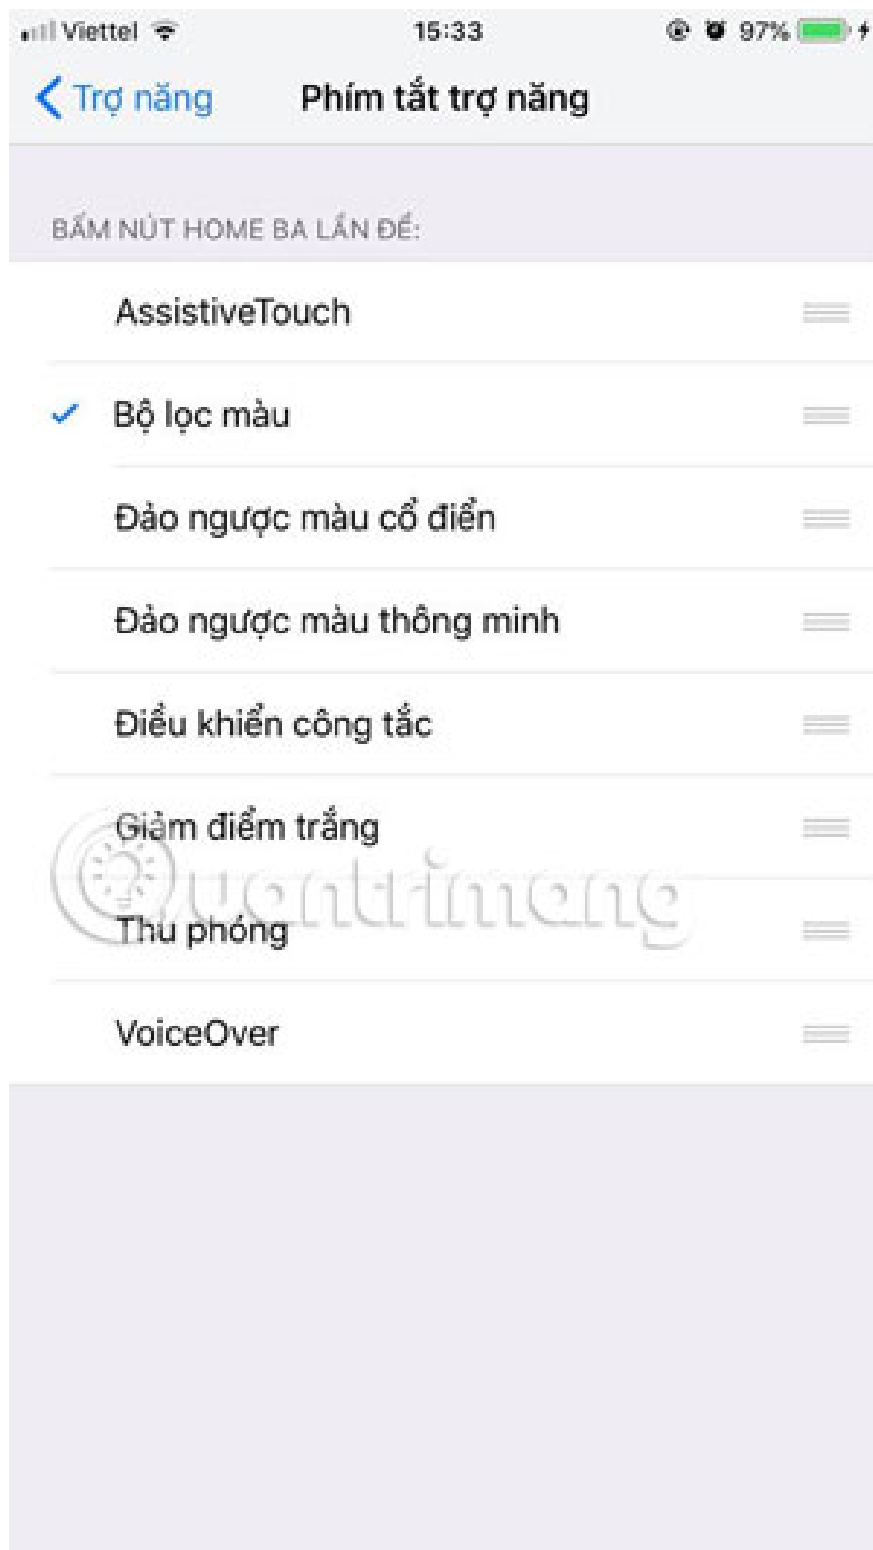 Viettel 15:33 97%
Trợ năng Phím tắt trợ năng
BẤM NÚT HOME BA LẦN ĐỂ:
AssistiveTouch
Bộ lọc màu
Đảo ngược màu cổ điển
Đảo ngược màu thông minh
Điều khiển công tắc
Giảm điểm trắng
Quantrimang
Thu phóng
VoiceOver